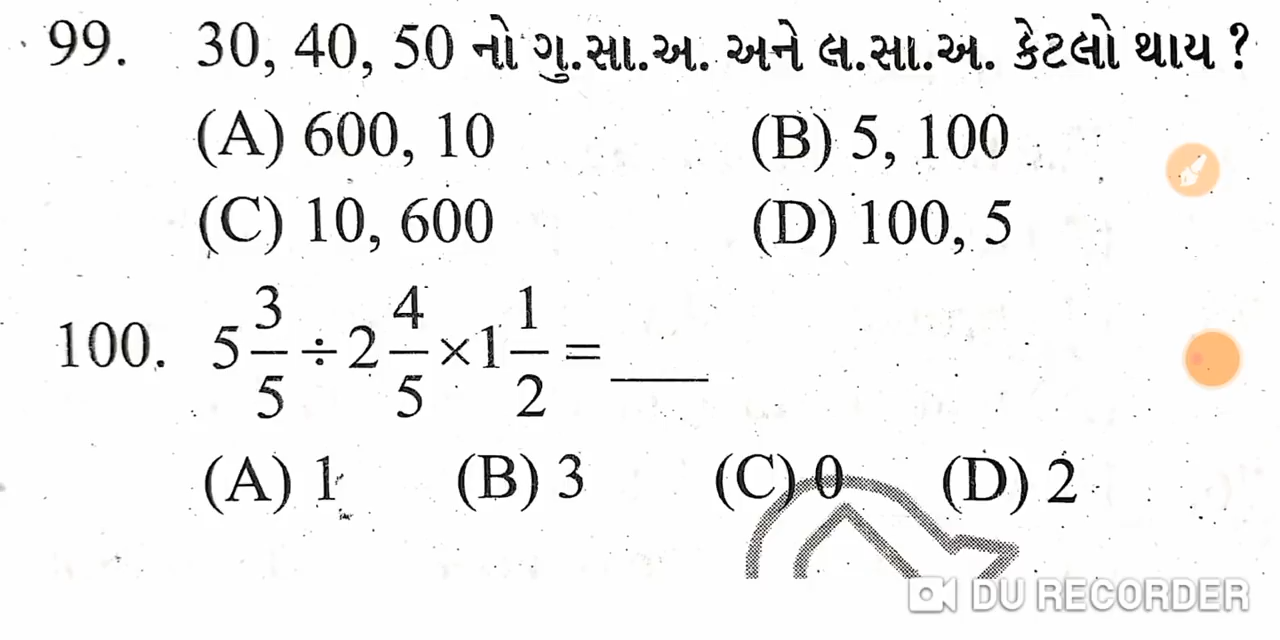 99. 30, 40, 50 નો ગુ.સા.અ. અને લ.સા.અ. કેટલો થાય ?
(A) 600, 10 (B) 5, 100
(C) 10, 600 (D) 100, 5
100. 5 3/5 ÷ 2 4/5 × 1 1/2 = ____
(A) 1 (B) 3 (C) 0 (D) 2
DU RECORDER